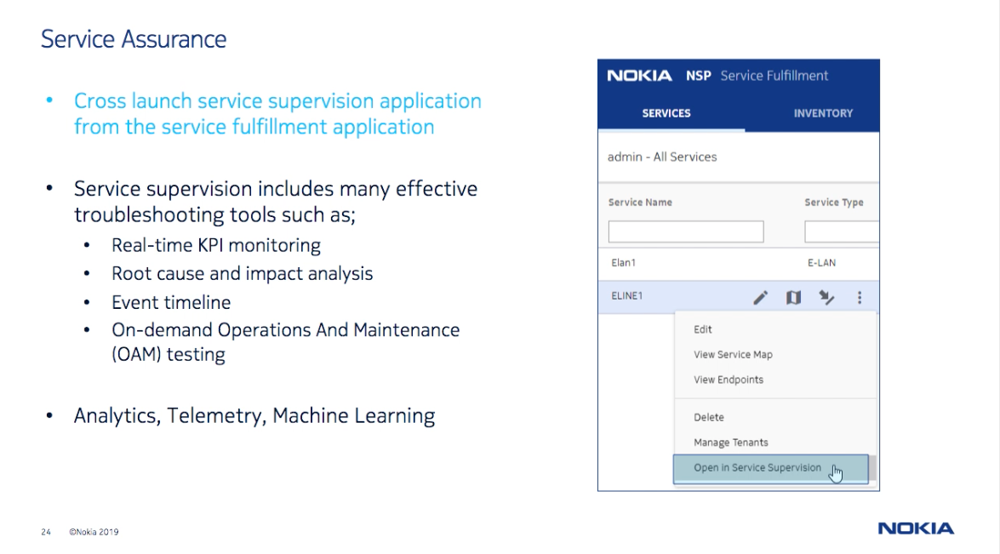 Service Assurance
• Cross launch service supervision application
from the service fulfillment application
• Service supervision includes many effective
troubleshooting tools such as;
• Real-time KPI monitoring
• Root cause and impact analysis
• Event timeline
• On-demand Operations And Maintenance
(OAM) testing
• Analytics, Telemetry, Machine Learning
NOKIA NSP Service Fulfillment
SERVICES INVENTORY
admin - All Services
Service Name Service Type
Elan1 E-LAN
ELINE1
Edit
View Service Map
View Endpoints
Delete
Manage Tenants
Open in Service Supervision
24 ©Nokia 2019
NOKIA